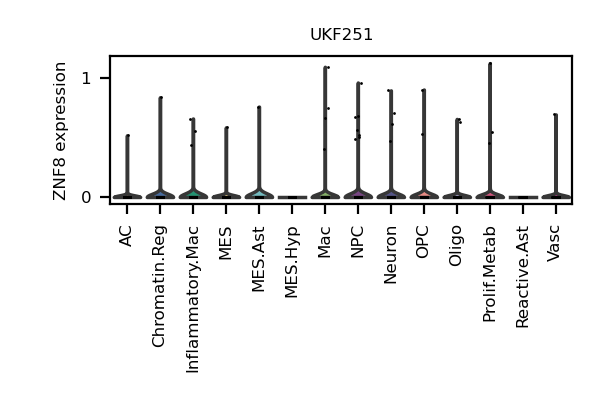 UKF251
ZNF8 expression
1
0
AC
Chromatin.Reg
Inflammatory.Mac
MES
MES.Ast
MES.Hyp
Mac
NPC
Neuron
OPC
Oligo
Prolif.Metab
Reactive.Ast
Vasc